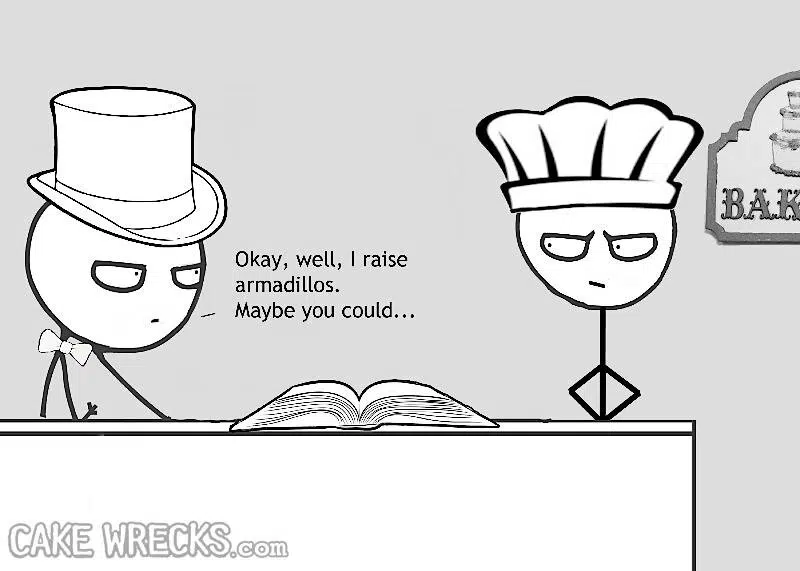 Okay, well, I raise
armadillos.
Maybe you could...
BAK
CAKE WRECKS.com